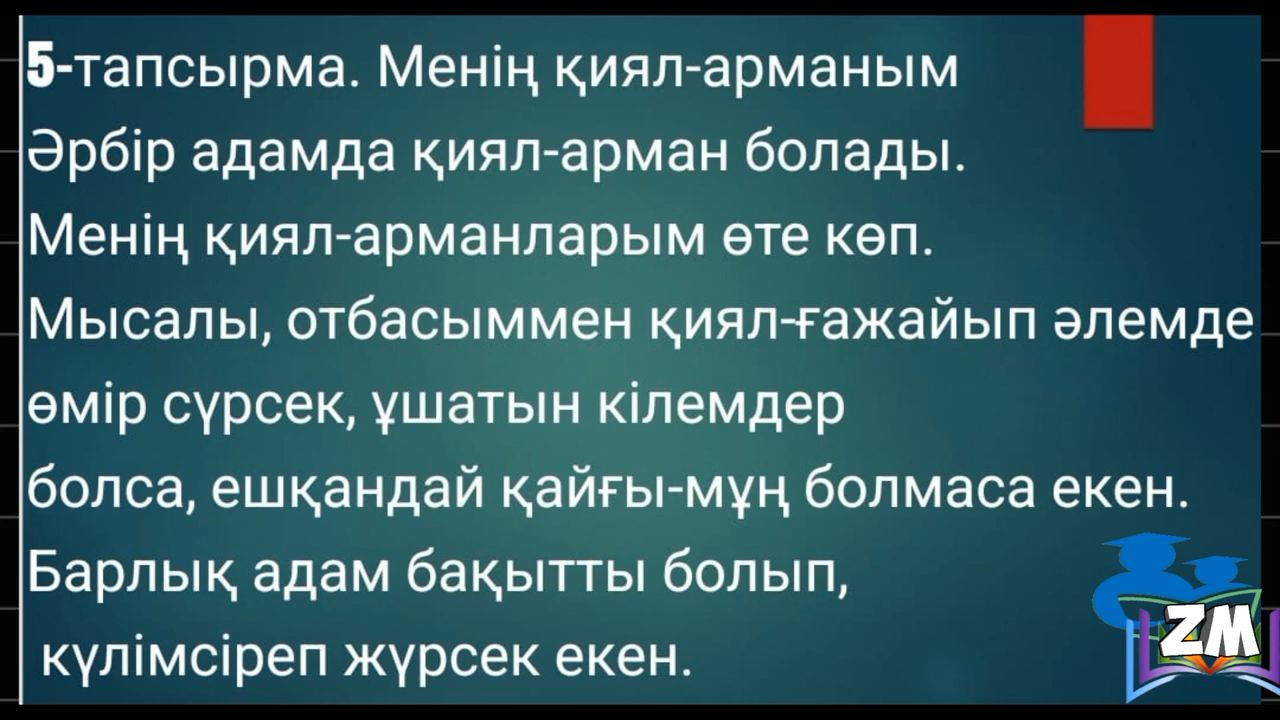 5-тапсырма. Менің қиял-арманым
Әрбір адамда қиял-арман болады.
Менің қиял-арманларым өте көп.
Мысалы, отбасыммен қиял-ғажайып әлемде
өмір сүрсек, ұшатын кілемдер
болса, ешқандай қайғы-мұң болмаса екен.
Барлық адам бақытты болып,
күлімсіреп жүрсек екен.
ZM